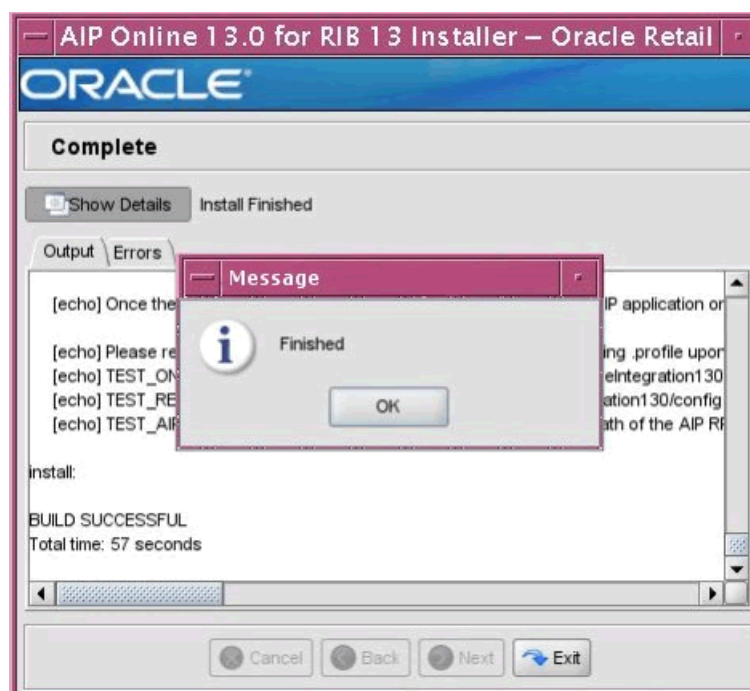 AIP Online 13.0 for RIB 13 Installer – Oracle Retail
ORACLE
Complete
Show Details Install Finished
Output Errors
Message
[echo] Once the IP application or
Finished
[echo] Please re ing .profile upor
[echo] TEST_ON eIntegration130
[echo] TEST_RE ation130/config
OK
[echo] TEST_AIP ath of the AIP RF
install:
BUILD SUCCESSFUL
Total time: 57 seconds
Cancel Back Next Exit